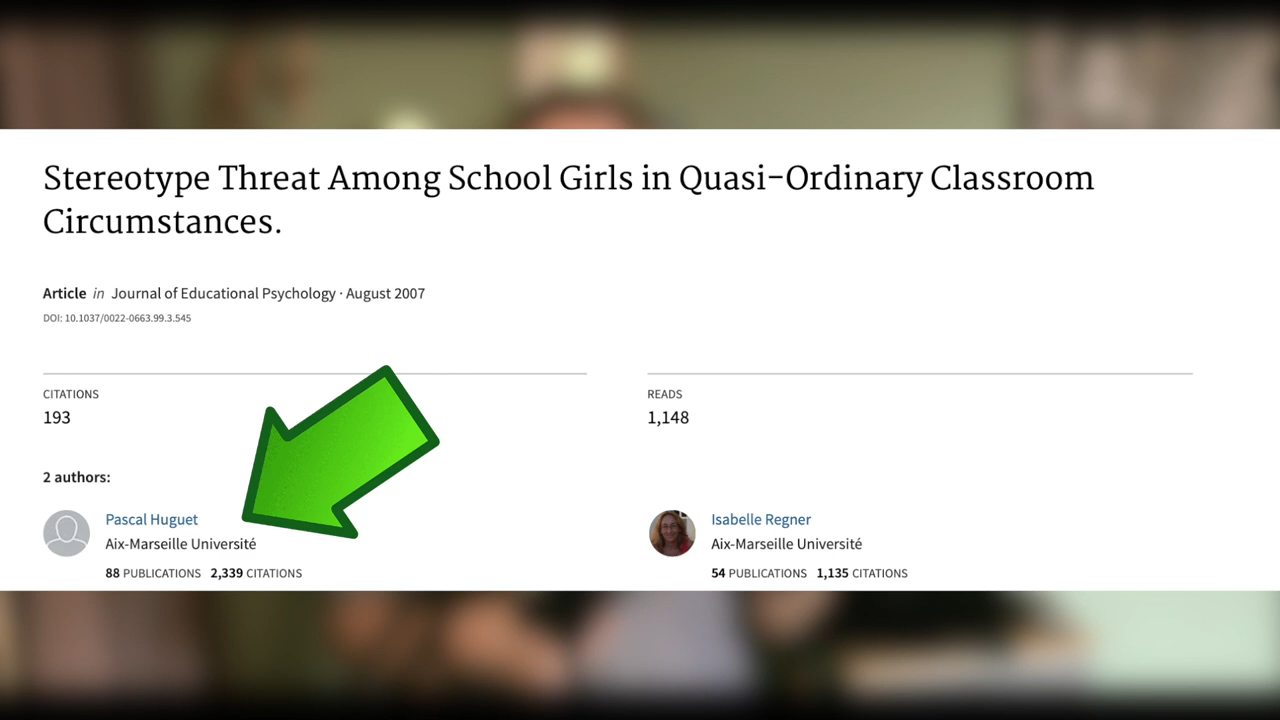 Stereotype Threat Among School Girls in Quasi-Ordinary Classroom
Circumstances.
Article in Journal of Educational Psychology · August 2007
DOI: 10.1037/0022-0663.99.3.545
CITATIONS
193
READS
1,148
2 authors:
Pascal Huguet
Aix-Marseille Université
88 PUBLICATIONS 2,339 CITATIONS
Isabelle Regner
Aix-Marseille Université
54 PUBLICATIONS 1,135 CITATIONS